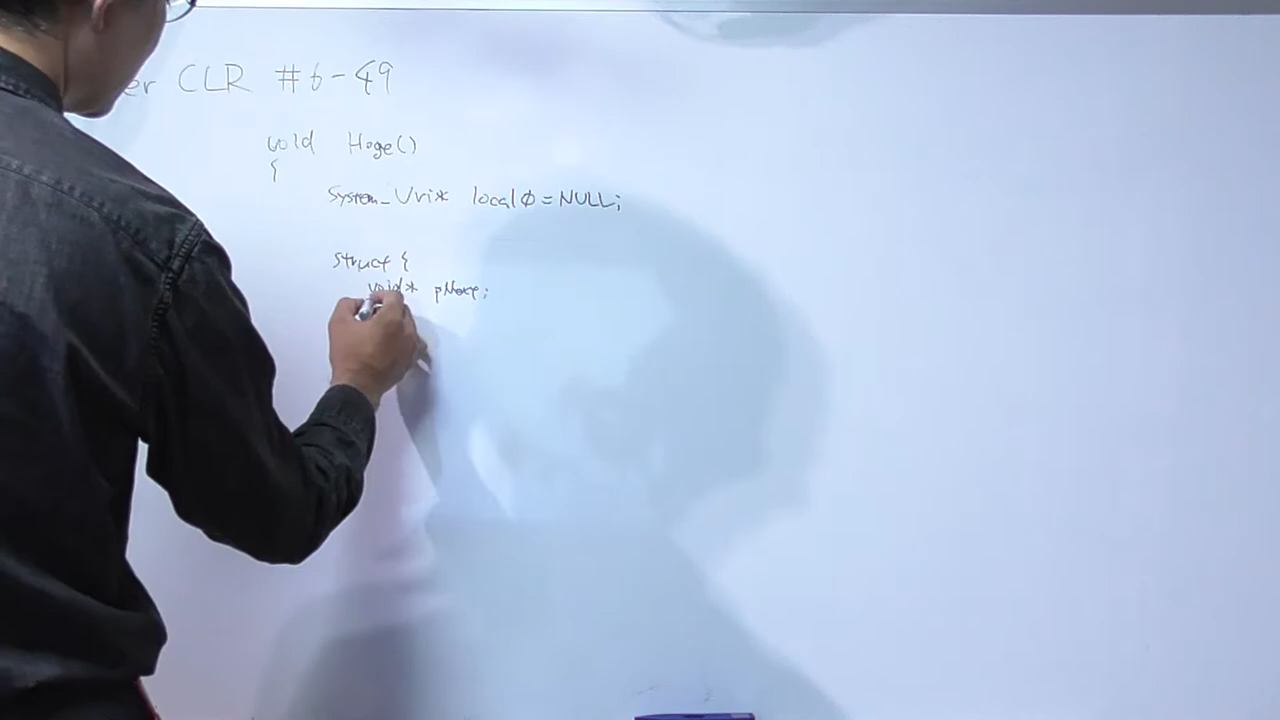 er CLR #6-49
void Hoge()
{
System_Uri* local0 = NULL;
struct {
void* pNext;